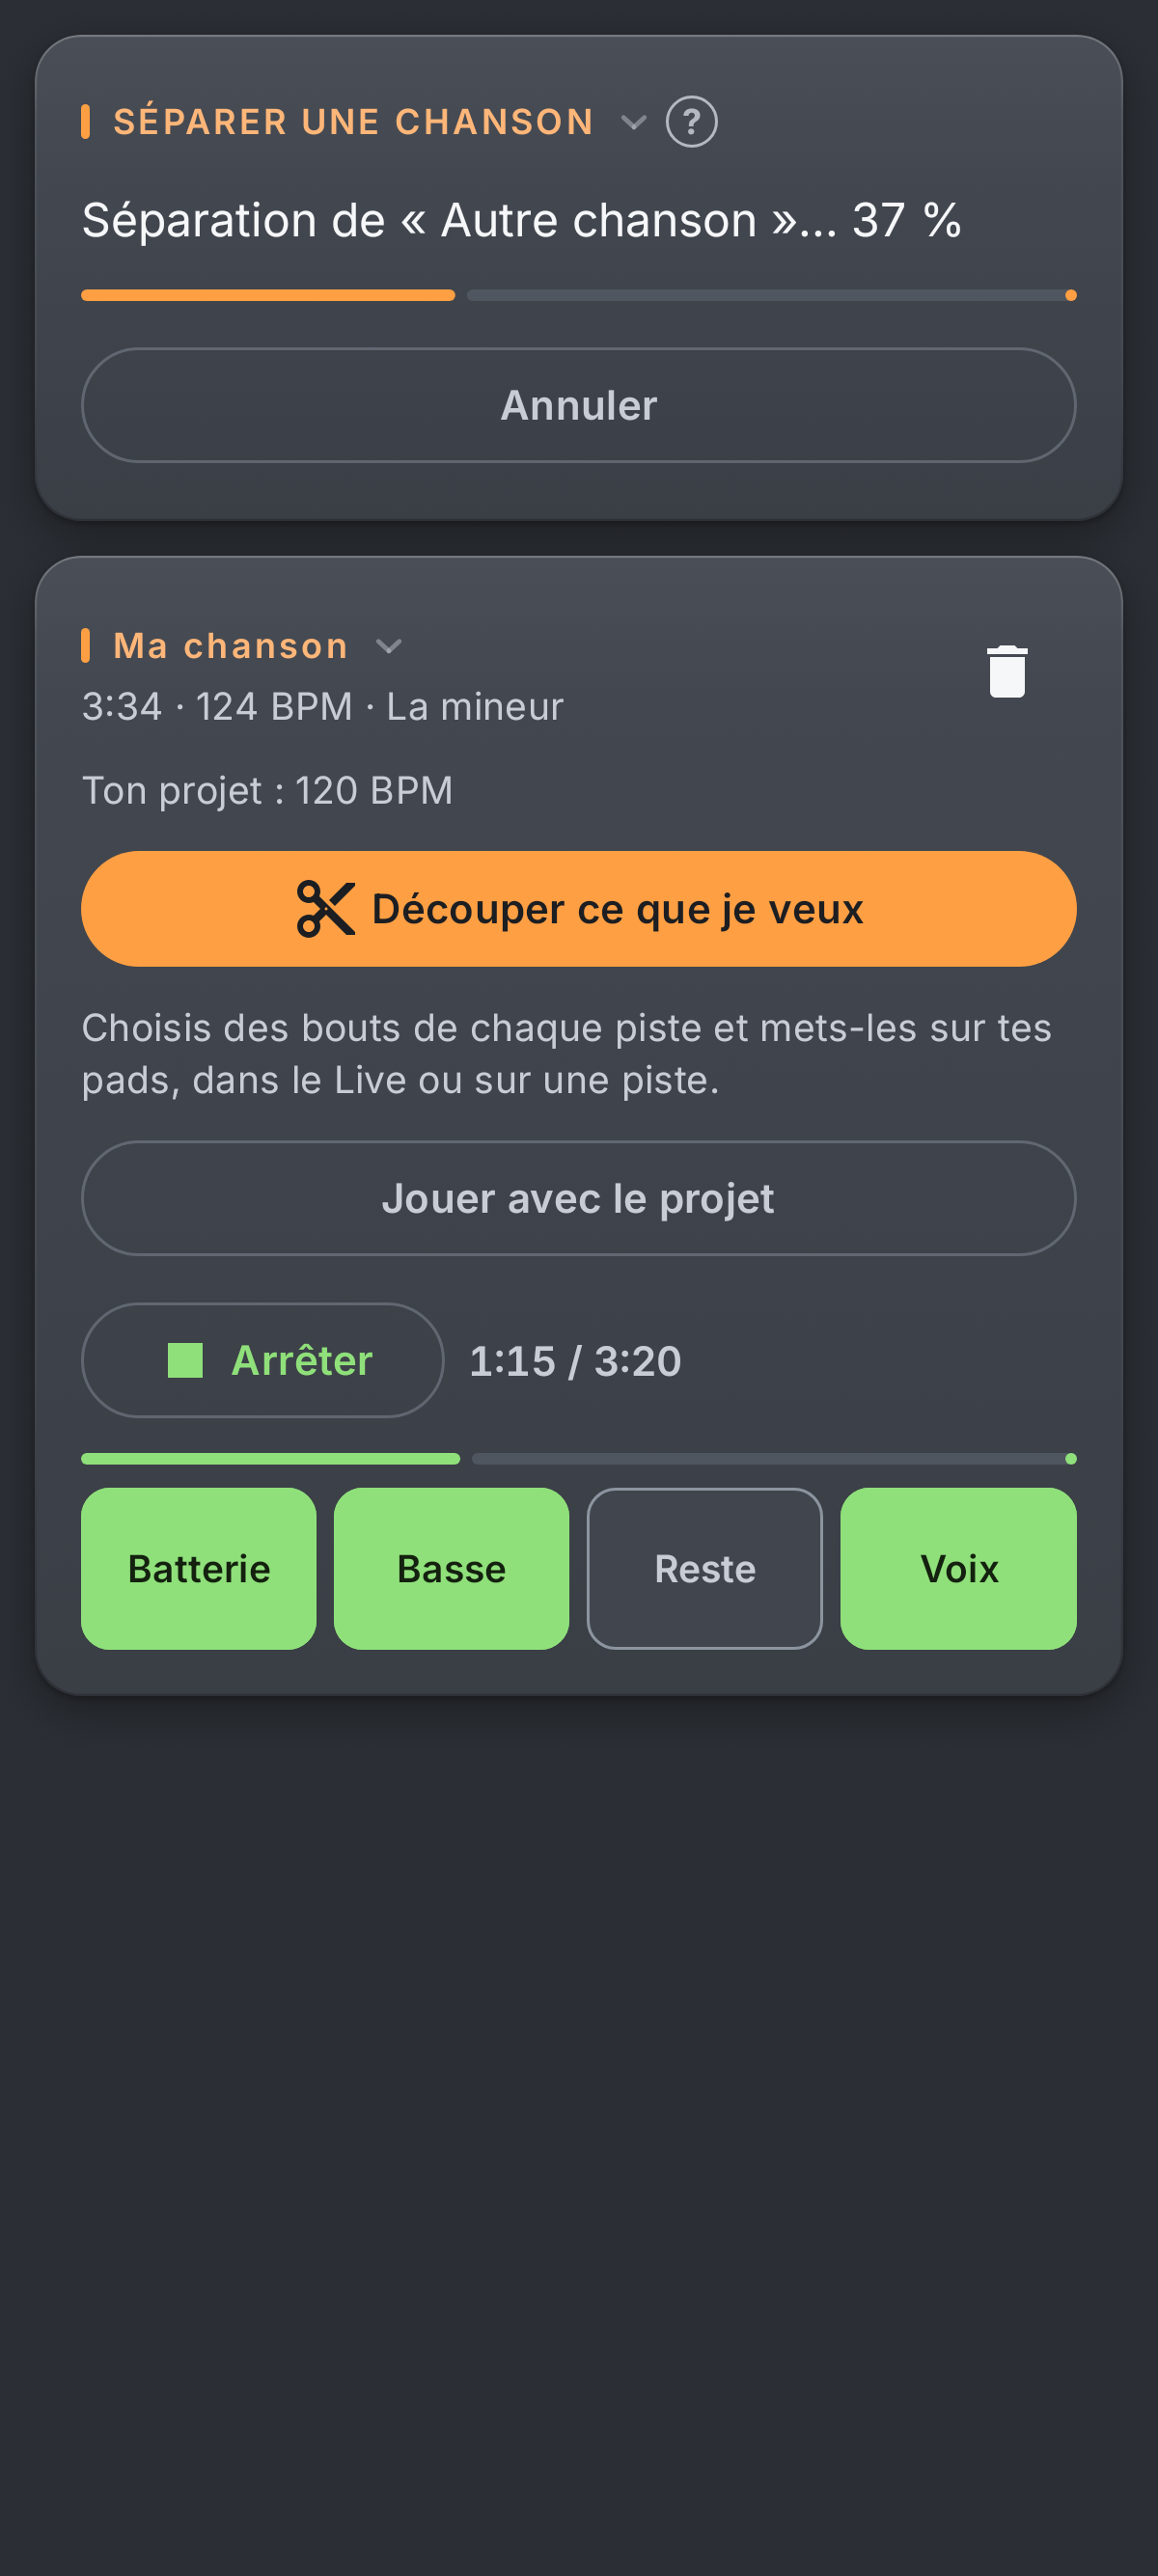 SÉPARER UNE CHANSON ?
Séparation de « Autre chanson »... 37 %
Annuler
Ma chanson
3:34 · 124 BPM · La mineur
Ton projet : 120 BPM
Découper ce que je veux
Choisis des bouts de chaque piste et mets-les sur tes
pads, dans le Live ou sur une piste.
Jouer avec le projet
Arrêter 1:15 / 3:20
Batterie Basse Reste Voix